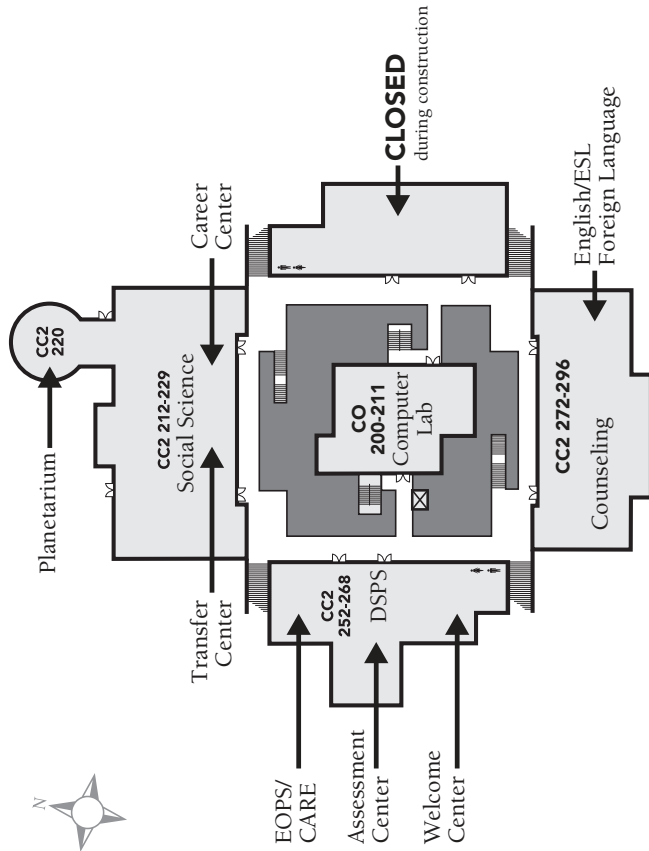 N
Planetarium
CC2
220
CC2 212-229
Social Science
Career
Center
Transfer
Center
CLOSED
during construction
CO
200-211
Computer
Lab
CC2
252-268
DSPS
EOPS/
CARE
Assessment
Center
Welcome
Center
CC2 272-296
Counseling
English/ESL
Foreign Language